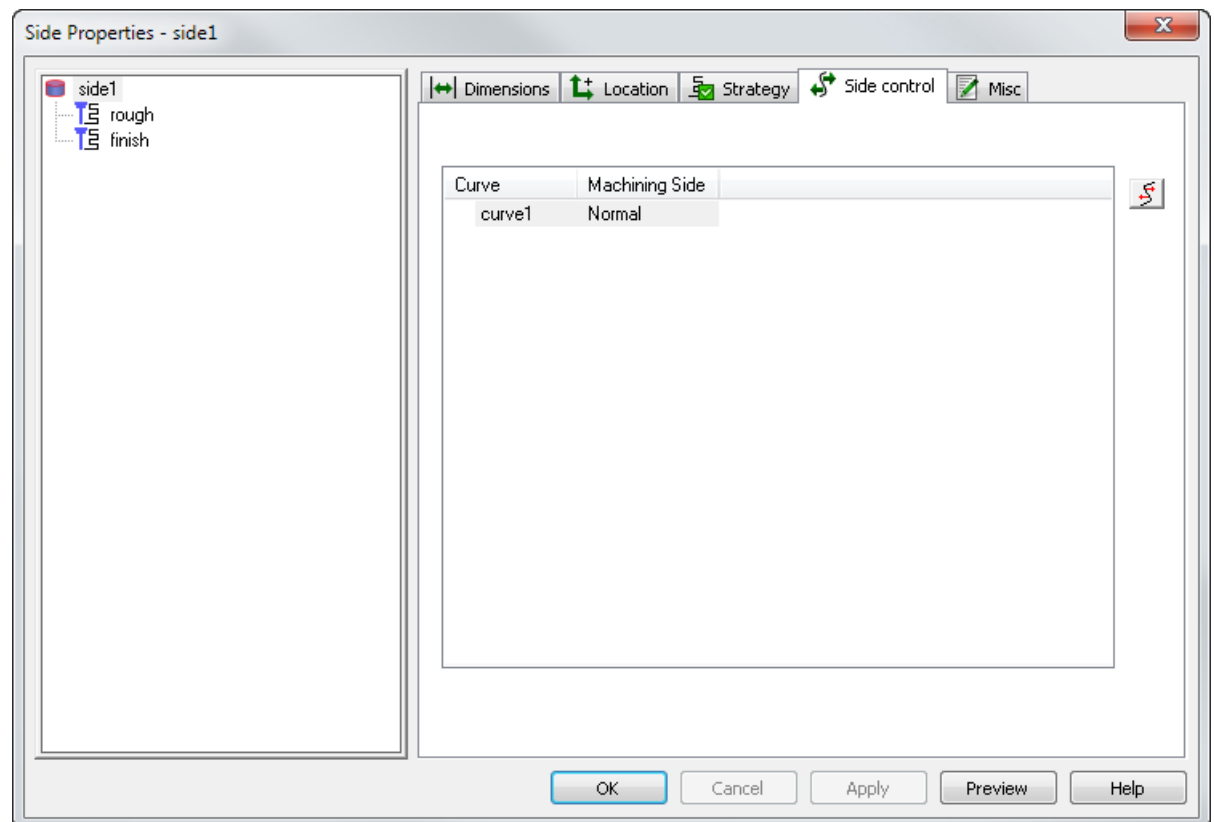 Side Properties - side1
side1
rough
finish
Dimensions Location Strategy Side control Misc
Curve Machining Side
curve1 Normal
OK Cancel Apply Preview Help